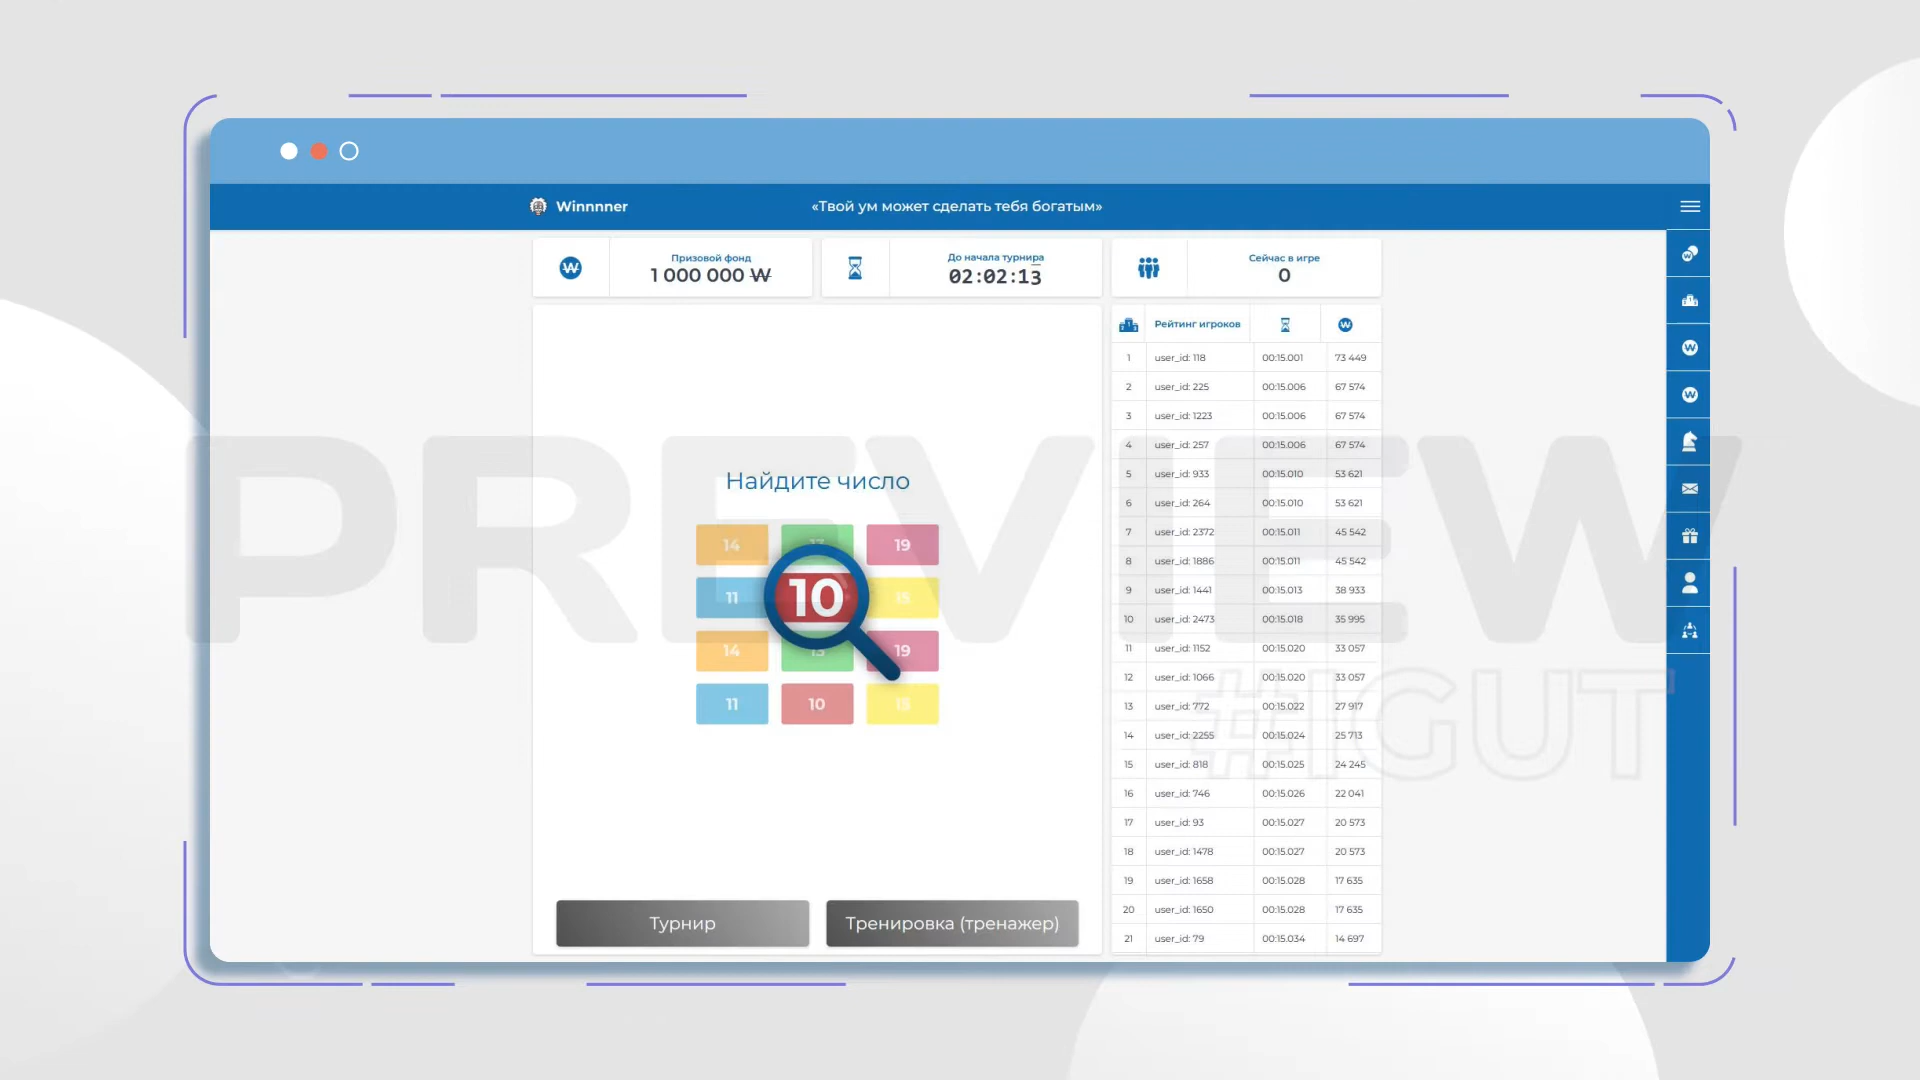 Winnnner
«Твой ум может сделать тебя богатым»
Призовой фонд
1 000 000 ₩
До начала турнира
02:02:13
Сейчас в игре
0
Найдите число
14 13 19
11 10 15
14 13 19
11 10 15
Турнир
Тренировка (тренажер)
Рейтинг игроков
1 user_id: 118 00:15.001 73 449
2 user_id: 225 00:15.006 67 574
3 user_id: 1223 00:15.006 67 574
4 user_id: 257 00:15.006 67 574
5 user_id: 933 00:15.010 53 621
6 user_id: 264 00:15.010 53 621
7 user_id: 2372 00:15.011 45 542
8 user_id: 1886 00:15.011 45 542
9 user_id: 1441 00:15.013 38 933
10 user_id: 2473 00:15.018 35 995
11 user_id: 1152 00:15.020 33 057
12 user_id: 1066 00:15.020 33 057
13 user_id: 772 00:15.022 27 917
14 user_id: 2255 00:15.024 25 713
15 user_id: 818 00:15.025 24 245
16 user_id: 746 00:15.026 22 041
17 user_id: 93 00:15.027 20 573
18 user_id: 1478 00:15.027 20 573
19 user_id: 1658 00:15.028 17 635
20 user_id: 1650 00:15.028 17 635
21 user_id: 79 00:15.034 14 697
PREVIEW
#IGUT